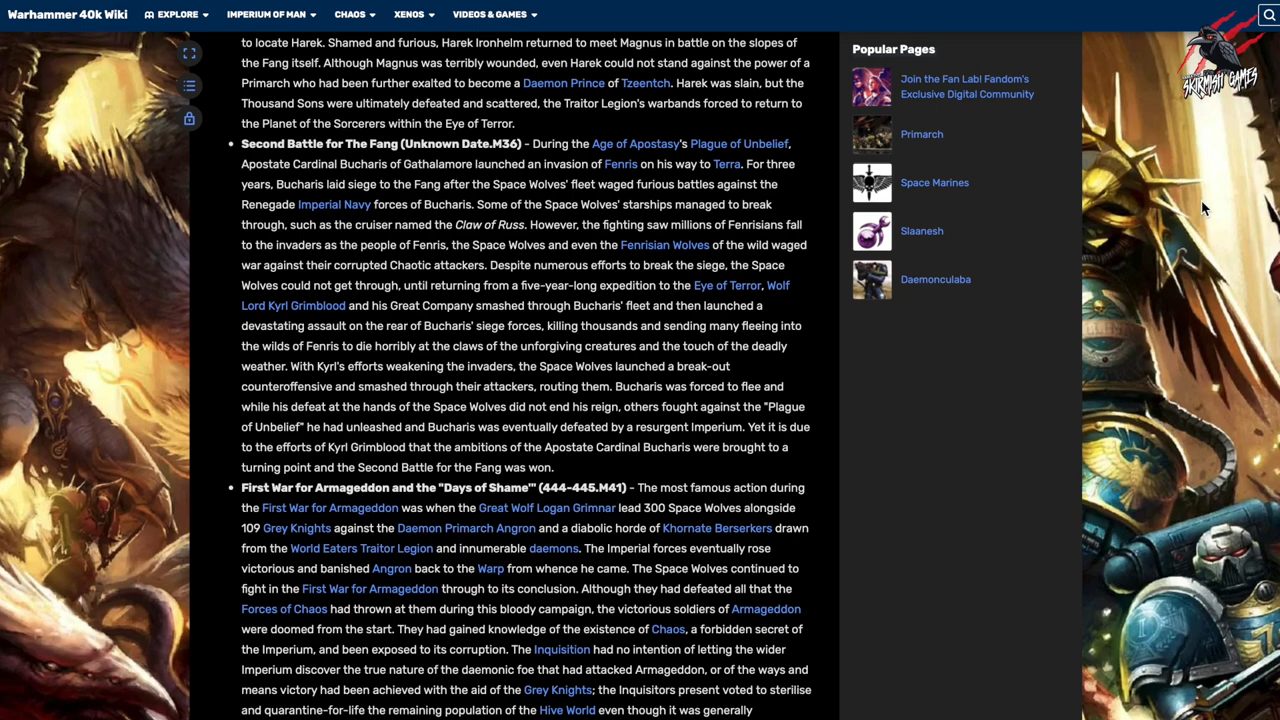 Warhammer 40k Wiki
EXPLORE
IMPERIUM OF MAN
CHAOS
XENOS
VIDEOS & GAMES
to locate Harek. Shamed and furious, Harek Ironhelm returned to meet Magnus in battle on the slopes of
the Fang itself. Although Magnus was terribly wounded, even Harek could not stand against the power of a
Primarch who had been further exalted to become a Daemon Prince of Tzeentch. Harek was slain, but the
Thousand Sons were ultimately defeated and scattered, the Traitor Legion's warbands forced to return to
the Planet of the Sorcerers within the Eye of Terror.
Second Battle for The Fang (Unknown Date.M36) - During the Age of Apostasy's Plague of Unbelief,
Apostate Cardinal Bucharis of Gathalamore launched an invasion of Fenris on his way to Terra. For three
years, Bucharis laid siege to the Fang after the Space Wolves' fleet waged furious battles against the
Renegade Imperial Navy forces of Bucharis. Some of the Space Wolves' starships managed to break
through, such as the cruiser named the Claw of Russ. However, the fighting saw millions of Fenrisians fall
to the invaders as the people of Fenris, the Space Wolves and even the Fenrisian Wolves of the wild waged
war against their corrupted Chaotic attackers. Despite numerous efforts to break the siege, the Space
Wolves could not get through, until returning from a five-year-long expedition to the Eye of Terror, Wolf
Lord Kyrl Grimblood and his Great Company smashed through Bucharis' fleet and then launched a
devastating assault on the rear of Bucharis' siege forces, killing thousands and sending many fleeing into
the wilds of Fenris to die horribly at the claws of the unforgiving creatures and the touch of the deadly
weather. With Kyrl's efforts weakening the invaders, the Space Wolves launched a break-out
counteroffensive and smashed through their attackers, routing them. Bucharis was forced to flee and
while his defeat at the hands of the Space Wolves did not end his reign, others fought against the "Plague
of Unbelief" he had unleashed and Bucharis was eventually defeated by a resurgent Imperium. Yet it is due
to the efforts of Kyrl Grimblood that the ambitions of the Apostate Cardinal Bucharis were brought to a
turning point and the Second Battle for the Fang was won.
First War for Armageddon and the "Days of Shame"' (444-445.M41) - The most famous action during
the First War for Armageddon was when the Great Wolf Logan Grimnar lead 300 Space Wolves alongside
109 Grey Knights against the Daemon Primarch Angron and a diabolic horde of Khornate Berserkers drawn
from the World Eaters Traitor Legion and innumerable daemons. The Imperial forces eventually rose
victorious and banished Angron back to the Warp from whence he came. The Space Wolves continued to
fight in the First War for Armageddon through to its conclusion. Although they had defeated all that the
Forces of Chaos had thrown at them during this bloody campaign, the victorious soldiers of Armageddon
were doomed from the start. They had gained knowledge of the existence of Chaos, a forbidden secret of
the Imperium, and been exposed to its corruption. The Inquisition had no intention of letting the wider
Imperium discover the true nature of the daemonic foe that had attacked Armageddon, or of the ways and
means victory had been achieved with the aid of the Grey Knights; the Inquisitors present voted to sterilise
and quarantine-for-life the remaining population of the Hive World even though it was generally
Popular Pages
Join the Fan Lab! Fandom's
Exclusive Digital Community
Primarch
Space Marines
Slaanesh
Daemonculaba
SKIRMISH GAMES